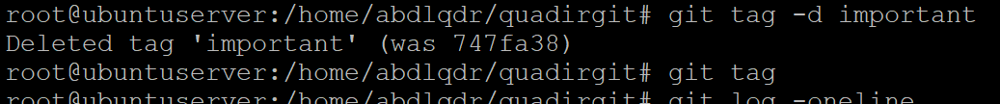 root@ubuntuserver:/home/abdlqdr/quadirgit# git tag -d important
Deleted tag 'important' (was 747fa38)
root@ubuntuserver:/home/abdlqdr/quadirgit# git tag
root@ubuntuserver:/home/abdlqdr/quadirgit# git log -oneline